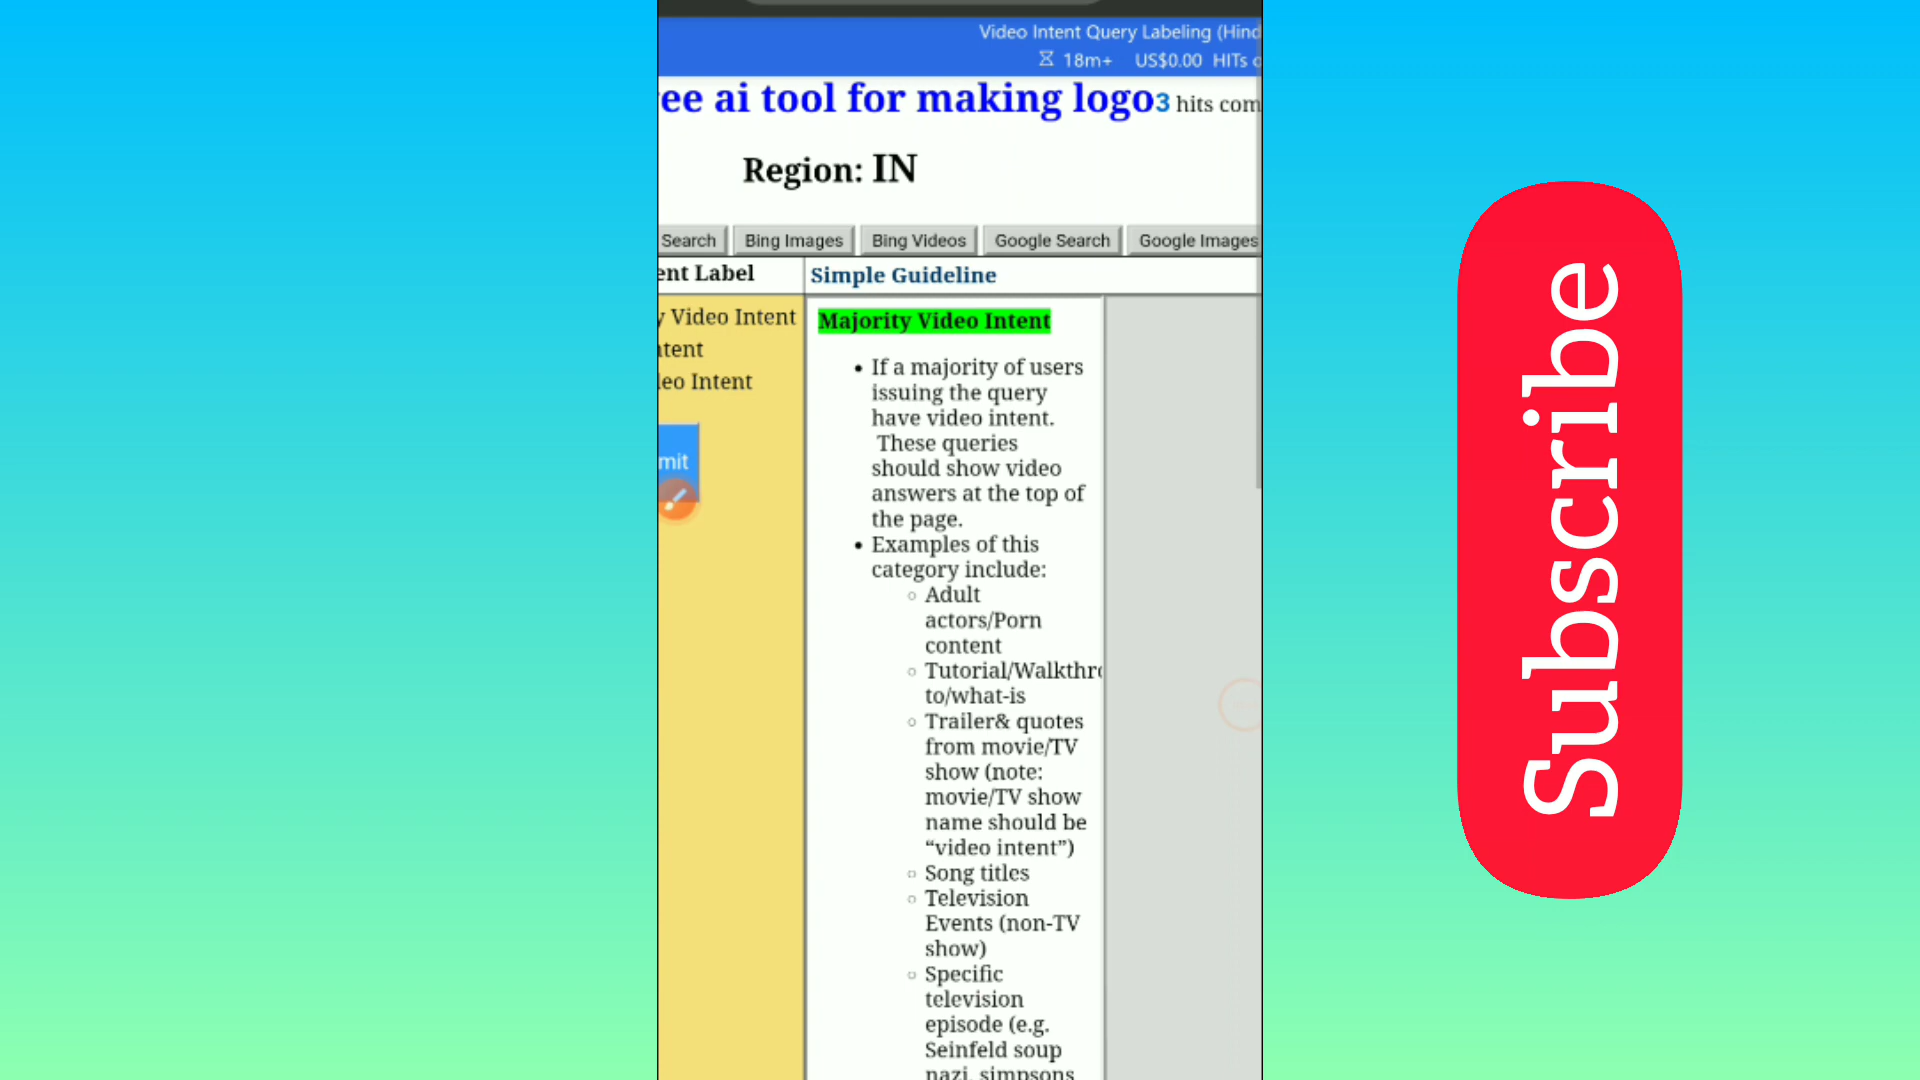 Video Intent Query Labeling (Hind
18m+ US$0.00 HITs
ee ai tool for making logo3 hits com
Region: IN
Search Bing Images Bing Videos Google Search Google Images
ent Label Simple Guideline
y Video Intent
ntent
eo Intent
mit
Majority Video Intent
• If a majority of users
issuing the query
have video intent.
These queries
should show video
answers at the top of
the page.
• Examples of this
category include:
○ Adult
actors/Porn
content
○ Tutorial/Walkthro
to/what-is
○ Trailer& quotes
from movie/TV
show (note:
movie/TV show
name should be
“video intent”)
○ Song titles
○ Television
Events (non-TV
show)
○ Specific
television
episode (e.g.
Seinfeld soup
nazi, simpsons
Subscribe